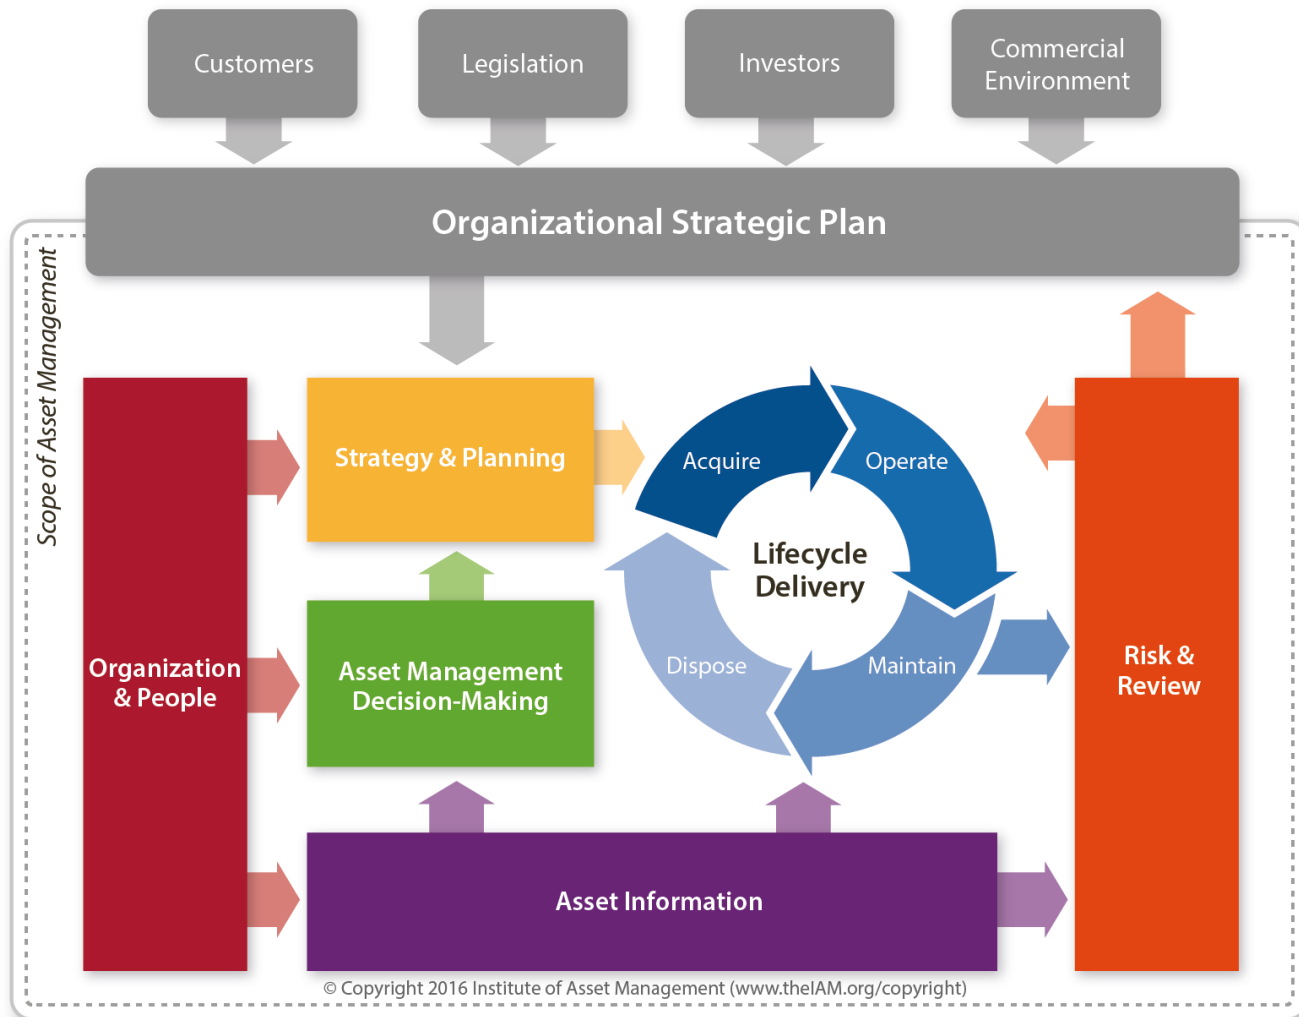 Customers
Legislation
Investors
Commercial
Environment
Organizational Strategic Plan
Scope of Asset Management
Strategy & Planning
Acquire
Operate
Lifecycle
Delivery
Organization
& People
Asset Management
Decision-Making
Dispose
Maintain
Risk &
Review
Asset Information
© Copyright 2016 Institute of Asset Management (www.theIAM.org/copyright)